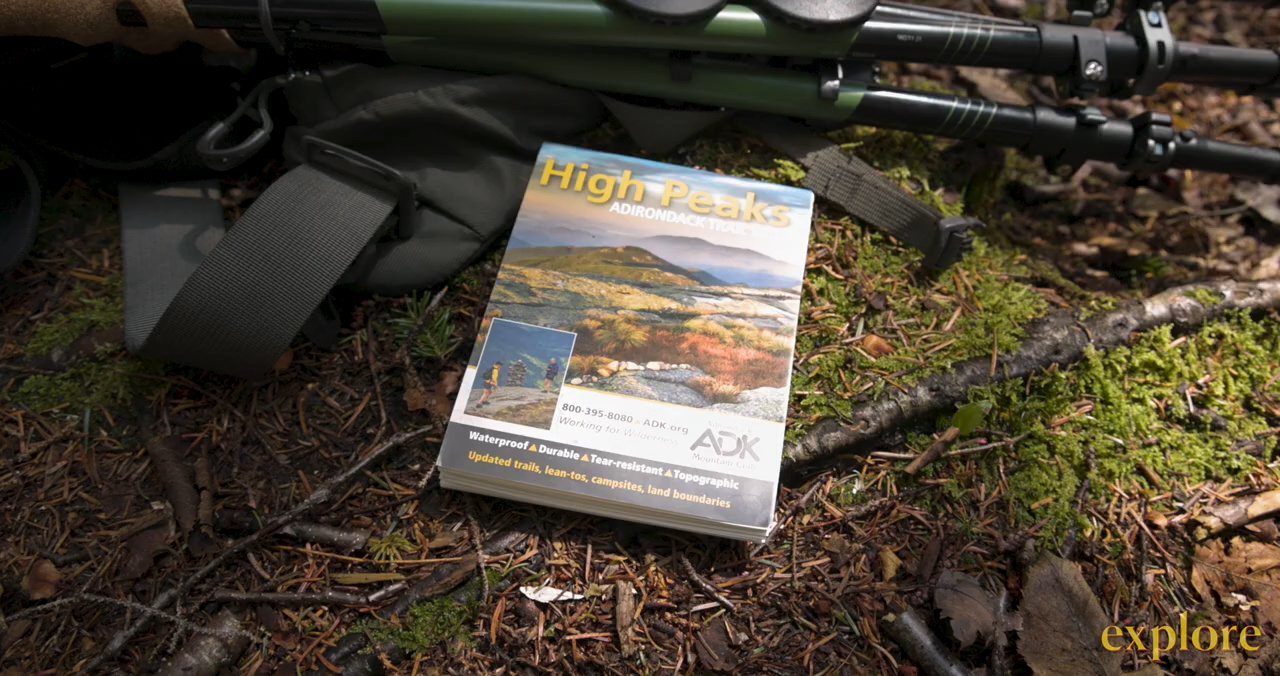 High Peaks
ADIRONDACK TRAIL
800-395-8080 ADK.org
Working for Wilderness
ADK
Mountain Club
Waterproof▲Durable▲Tear-resistant▲Topographic
Updated trails, lean-tos, campsites, land boundaries
explore